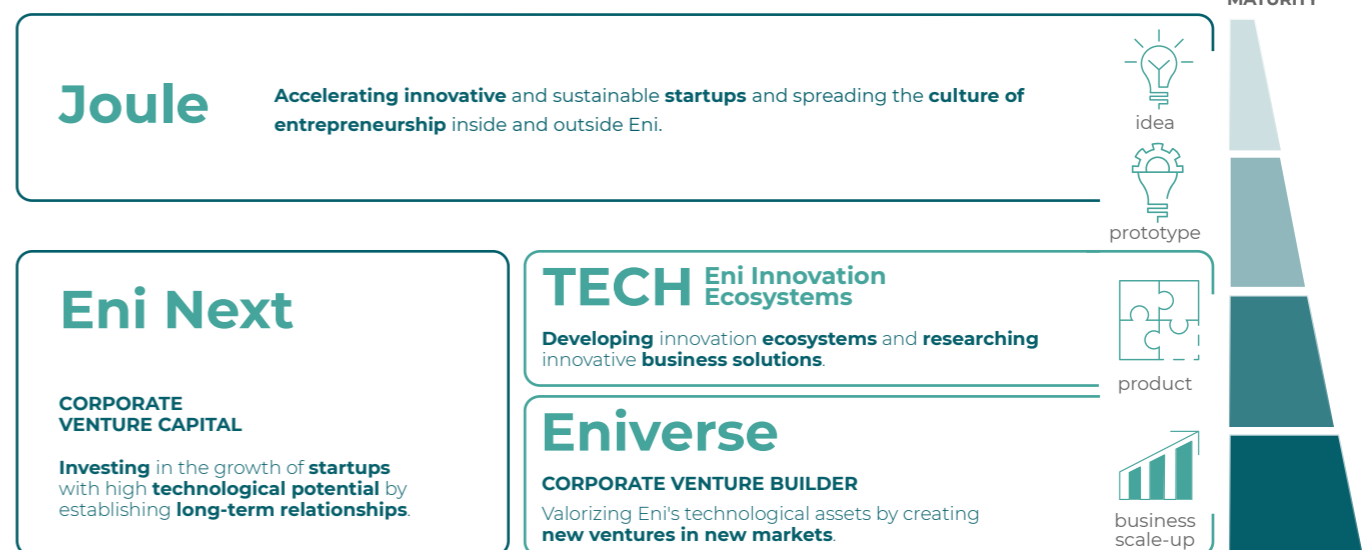 MATURITY
Joule
Accelerating innovative and sustainable startups and spreading the culture of
entrepreneurship inside and outside Eni.
idea
prototype
Eni Next
CORPORATE
VENTURE CAPITAL
Investing in the growth of startups
with high technological potential by
establishing long-term relationships.
TECH Eni Innovation
Ecosystems
Developing innovation ecosystems and researching
innovative business solutions.
product
Eniverse
CORPORATE VENTURE BUILDER
Valorizing Eni's technological assets by creating
new ventures in new markets.
business
scale-up